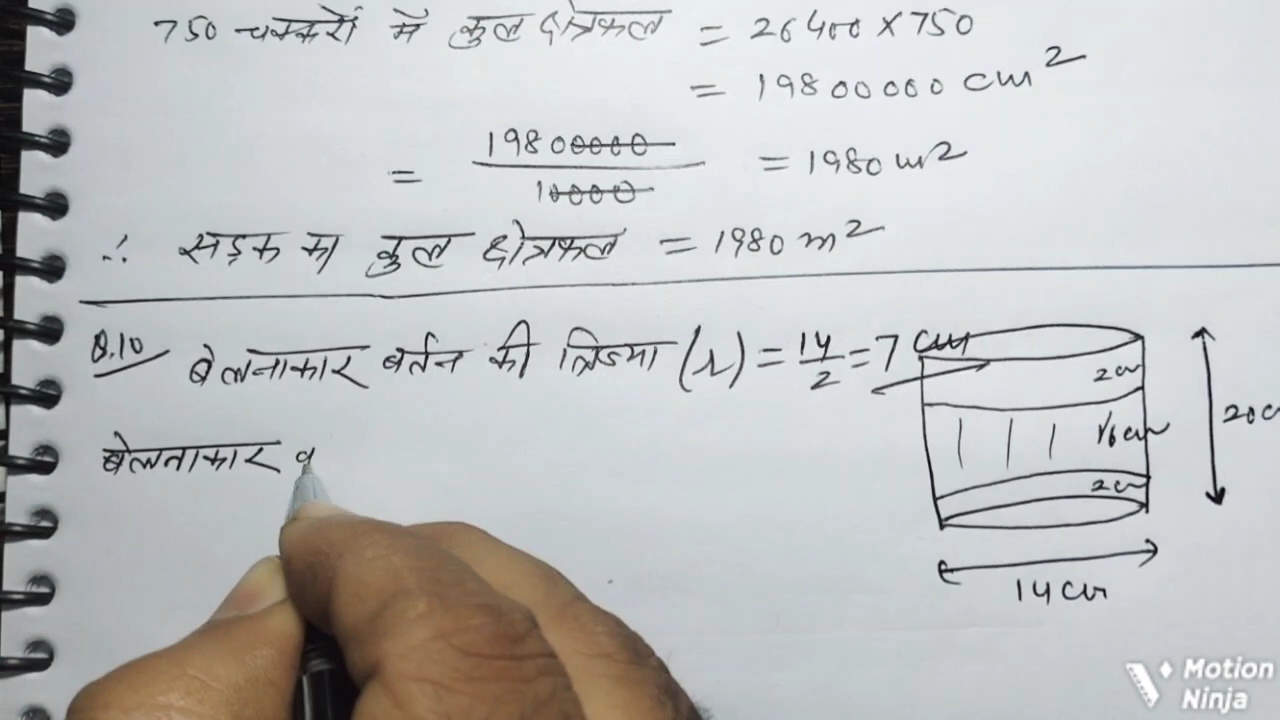 750 चक्करों में कुल क्षेत्रफल = 26400 X 750
= 19800000 cm²
= 19800000 / 10000 = 1980 m²
∴ सड़क का कुल क्षेत्रफल = 1980 m²
Q.10 बेलनाकार बर्तन की त्रिज्या (r) = 14/2 = 7 cm
2cm
20c
16cm
बेलनाकार ब
2cm
14cm
Motion
Ninja